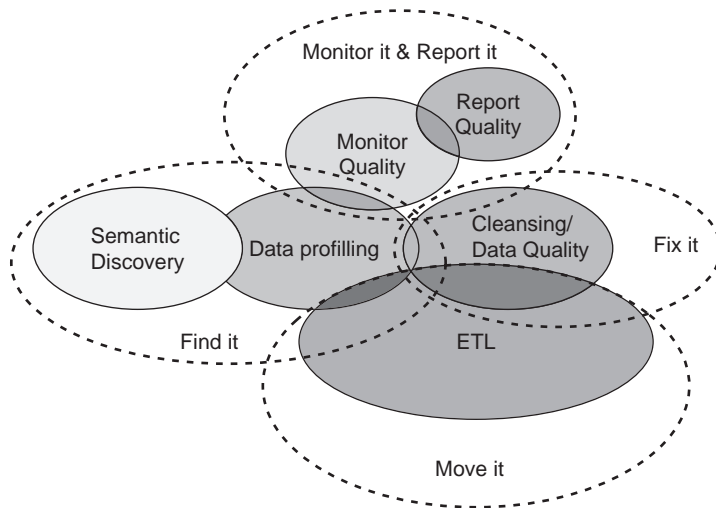 Monitor it & Report it
Report
Quality
Monitor
Quality
Semantic
Discovery
Data profilling
Cleansing/
Data Quality
Fix it
Find it
ETL
Move it